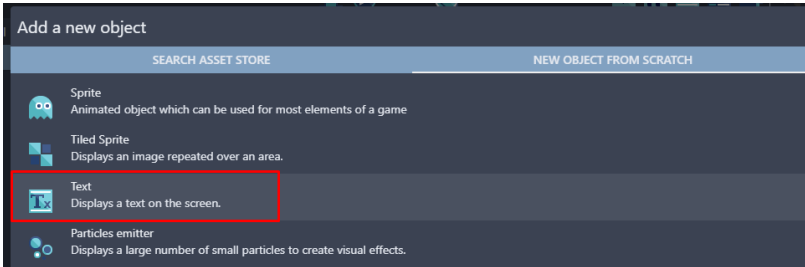 Add a new object
SEARCH ASSET STORE
NEW OBJECT FROM SCRATCH
Sprite
Animated object which can be used for most elements of a game
Tiled Sprite
Displays an image repeated over an area.
Tx
Text
Displays a text on the screen.
Particles emitter
Displays a large number of small particles to create visual effects.